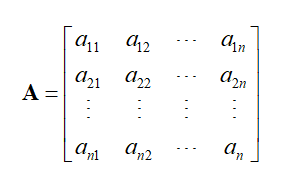 A = [ a₁₁ a₁₂ ⋯ a₁ₙ
a₂₁ a₂₂ ⋯ a₂ₙ
⋮ ⋮ ⋮ ⋮
aₙ₁ aₙ₂ ⋯ aₙ ]